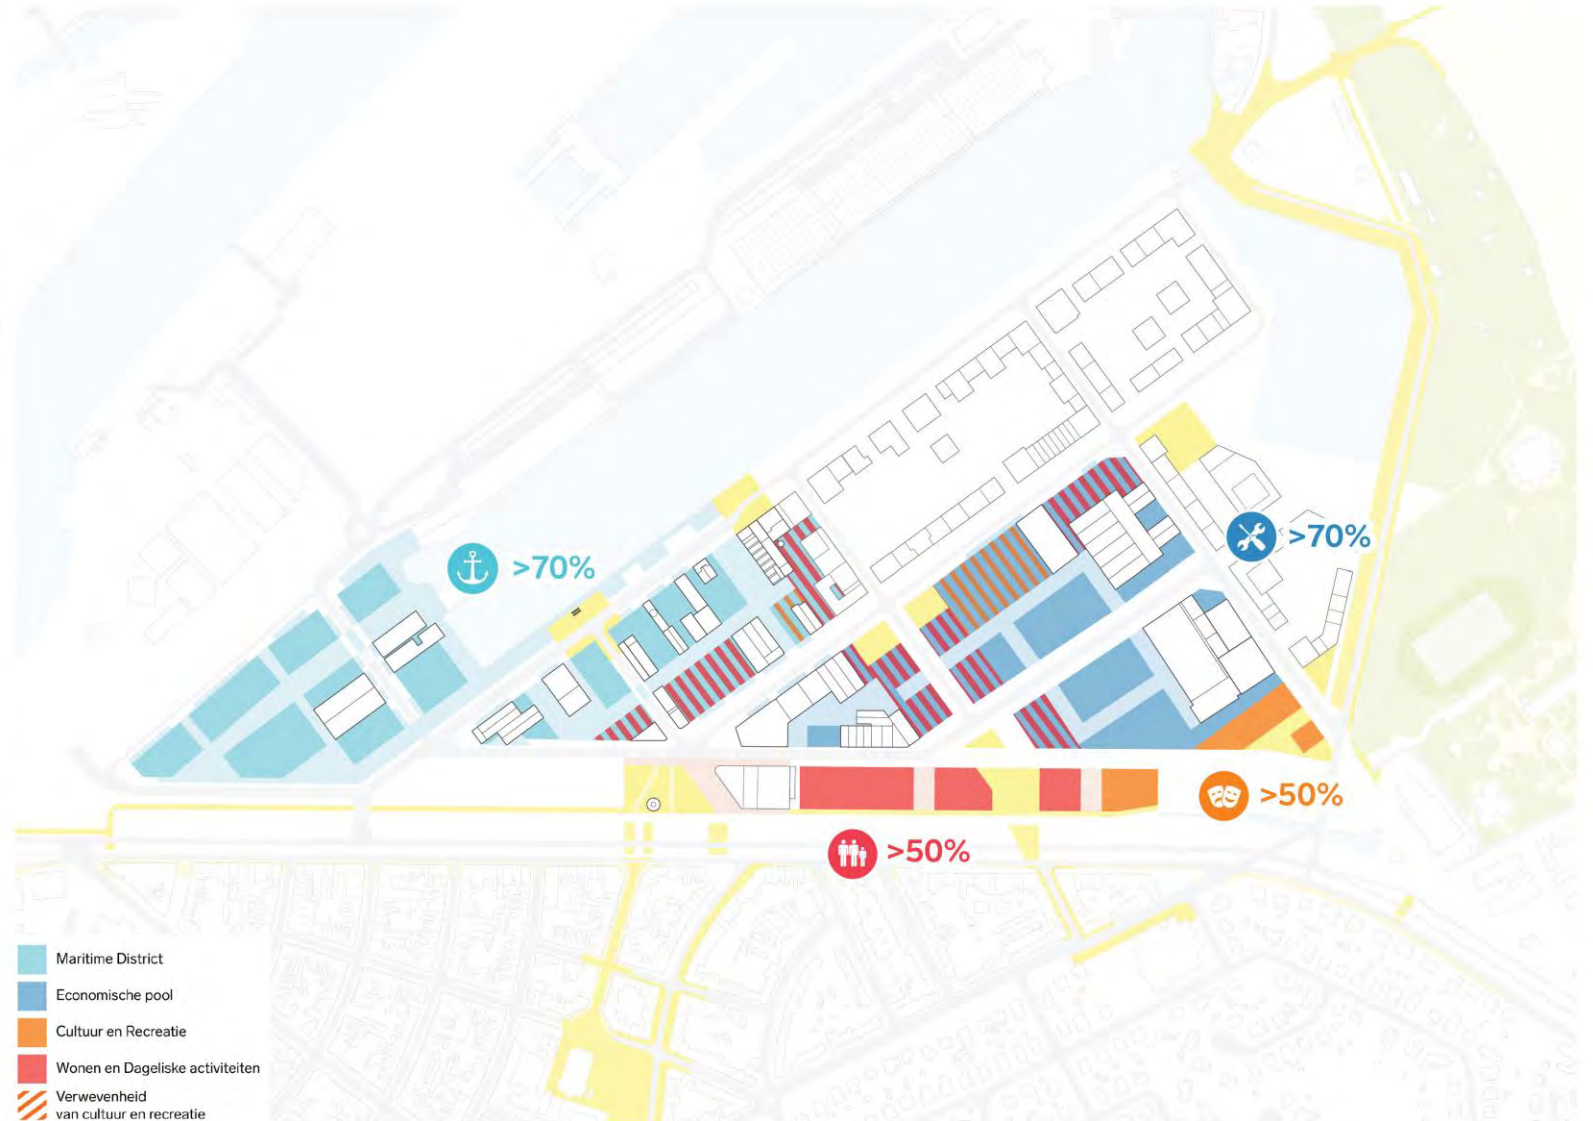 >70%
>70%
>50%
>50%
Maritime District
Economische pool
Cultuur en Recreatie
Wonen en Dageliske activiteiten
Verwevenheid
van cultuur en recreatie